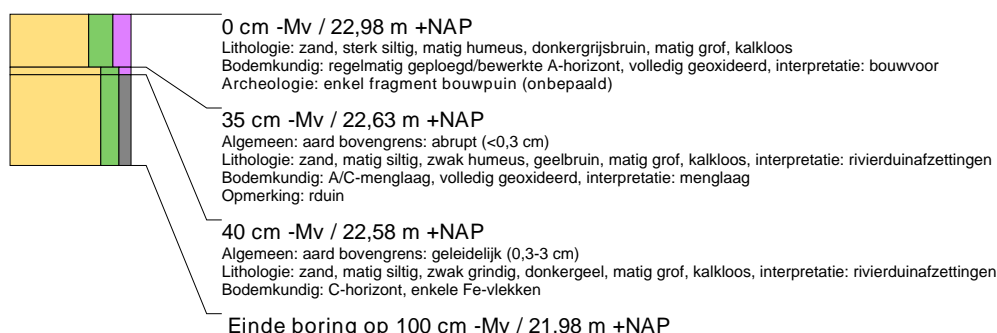 0 cm -Mv / 22,98 m +NAP
Lithologie: zand, sterk siltig, matig humeus, donkergrijsbruin, matig grof, kalkloos
Bodemkundig: regelmatig geploegd/bewerkte A-horizont, volledig geoxideerd, interpretatie: bouwvoor
Archeologie: enkel fragment bouwpuin (onbepaald)
35 cm -Mv / 22,63 m +NAP
Algemeen: aard bovengrens: abrupt (<0,3 cm)
Lithologie: zand, matig siltig, zwak humeus, geelbruin, matig grof, kalkloos, interpretatie: rivierduinafzettingen
Bodemkundig: A/C-menglaag, volledig geoxideerd, interpretatie: menglaag
Opmerking: rduin
40 cm -Mv / 22,58 m +NAP
Algemeen: aard bovengrens: geleidelijk (0,3-3 cm)
Lithologie: zand, matig siltig, zwak grindig, donkergeel, matig grof, kalkloos, interpretatie: rivierduinafzettingen
Bodemkundig: C-horizont, enkele Fe-vlekken
Einde boring op 100 cm -Mv / 21,98 m +NAP